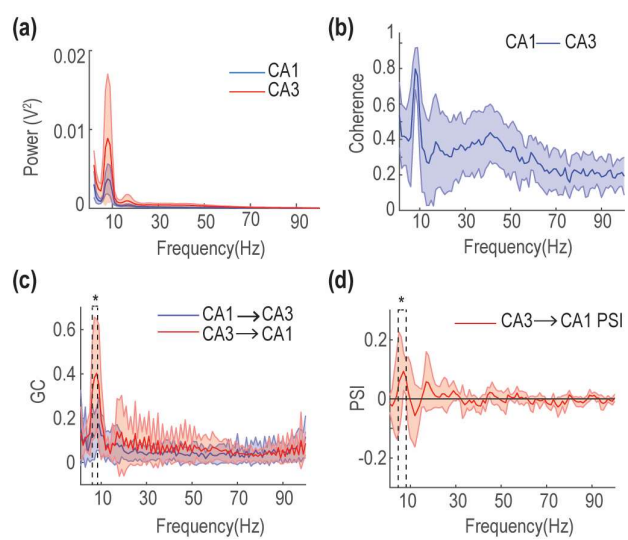 (a)
0.02
0.01
0
Power (V²)
CA1
CA3
10 30 50 70 90
Frequency(Hz)
(b)
CA1— CA3
1
0.8
0.6
0.4
0.2
0
Coherence
10 30 50 70 90
Frequency(Hz)
(c)
*
CA1 → CA3
CA3 → CA1
0.6
0.4
0.2
0
GC
10 30 50 70 90
Frequency(Hz)
(d)
*
CA3 → CA1 PSI
0.2
0
-0.2
PSI
10 30 50 70 90
Frequency(Hz)